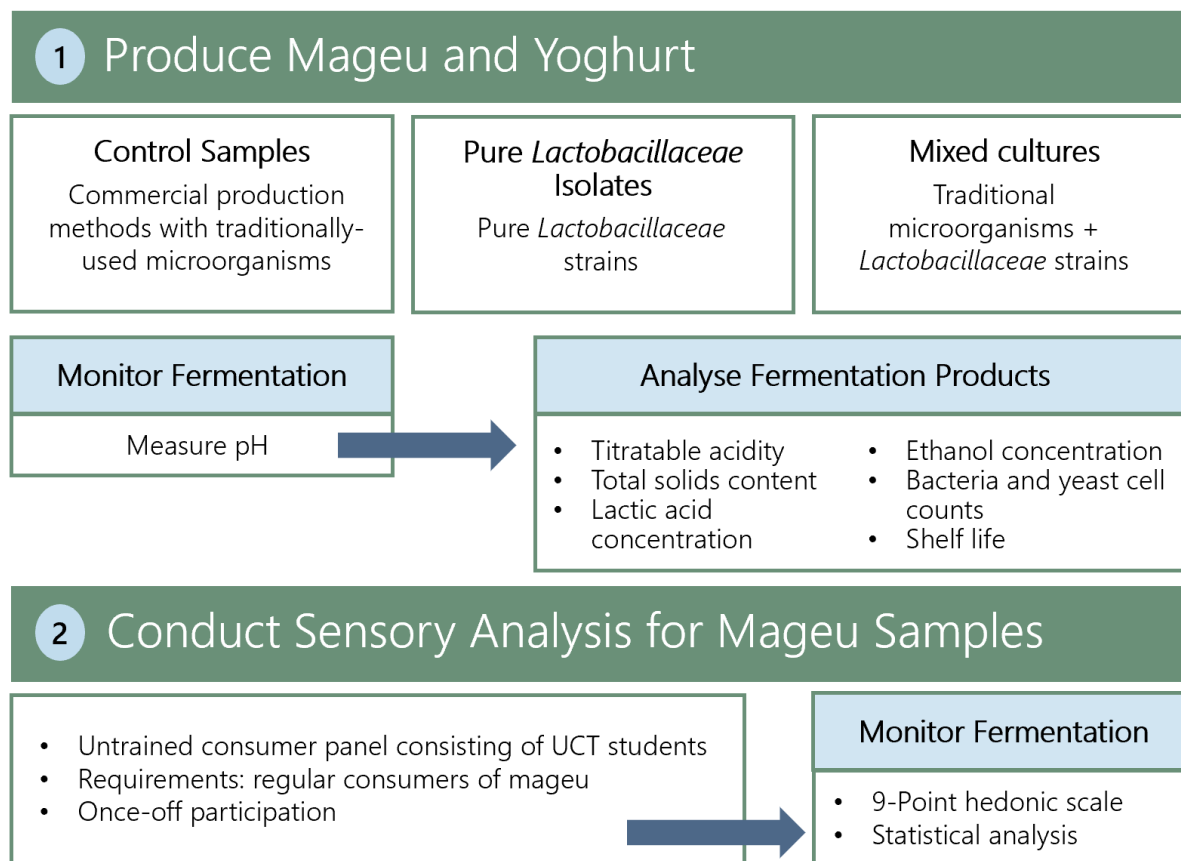 1 Produce Mageu and Yoghurt
Control Samples
Commercial production
methods with traditionally-
used microorganisms
Pure Lactobacillaceae
Isolates
Pure Lactobacillaceae
strains
Mixed cultures
Traditional
microorganisms +
Lactobacillaceae strains
Monitor Fermentation
Measure pH
Analyse Fermentation Products
• Titratable acidity
• Total solids content
• Lactic acid
concentration
• Ethanol concentration
• Bacteria and yeast cell
counts
• Shelf life
2 Conduct Sensory Analysis for Mageu Samples
• Untrained consumer panel consisting of UCT students
• Requirements: regular consumers of mageu
• Once-off participation
Monitor Fermentation
• 9-Point hedonic scale
• Statistical analysis